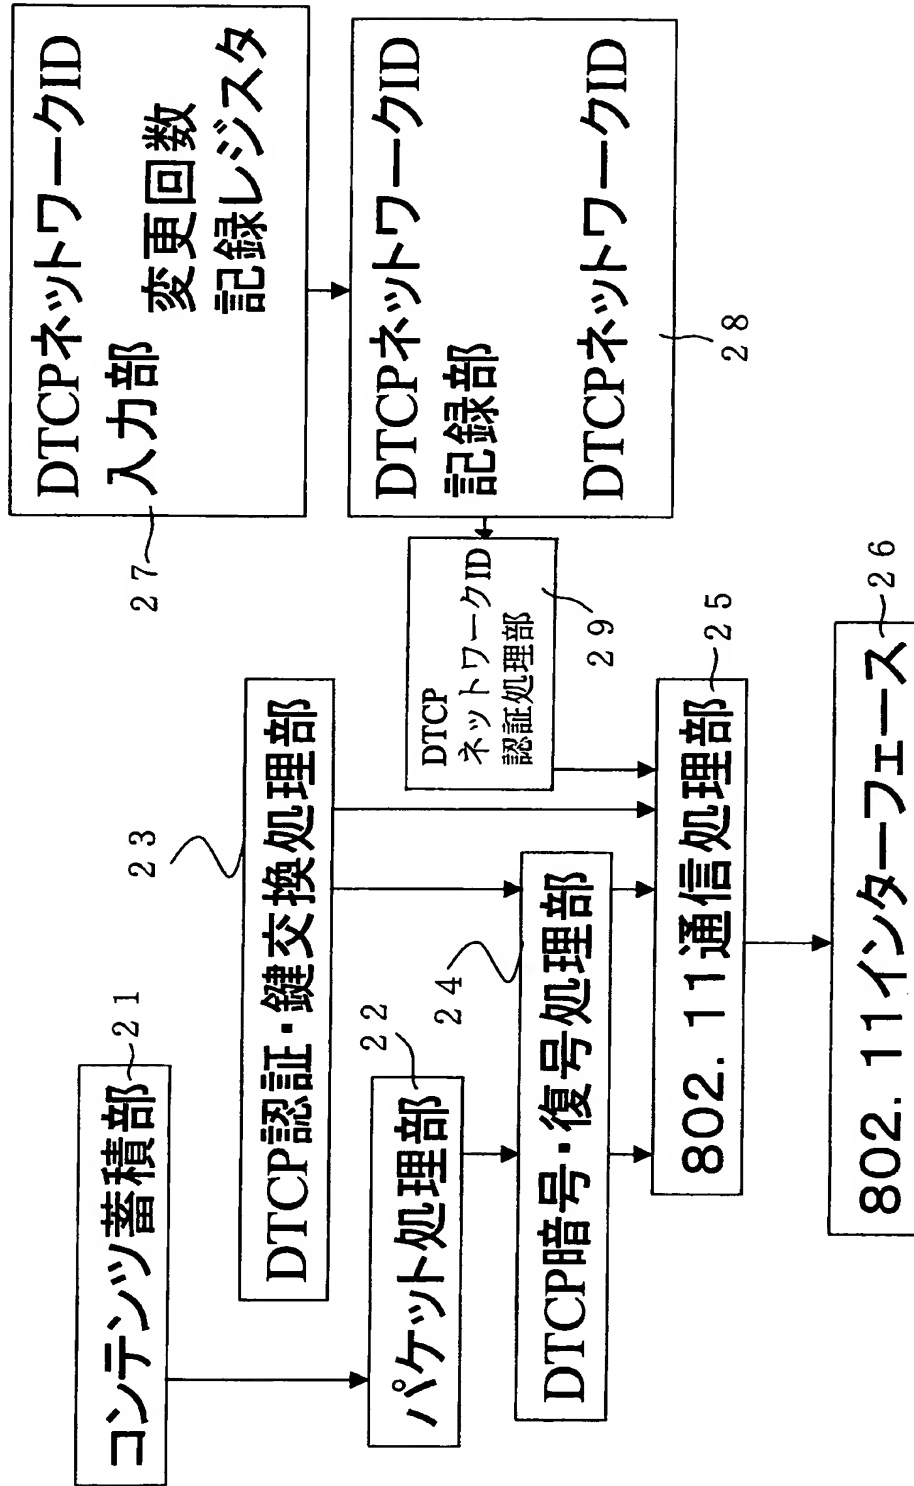 コンテンツ蓄積部
21
DTCP認証・鍵交換処理部
23
パケット処理部
22
DTCP暗号・復号処理部
24
802.11通信処理部
25
802.11インターフェース
26
DTCPネットワークID
入力部
変更回数
記録レジスタ
27
DTCPネットワークID
記録部
DTCPネットワークID
28
DTCP
ネットワークID
認証処理部
29